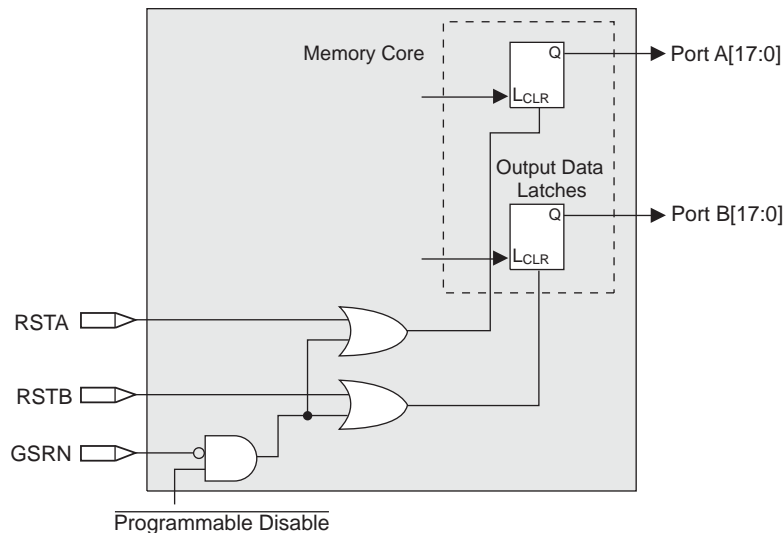 Memory Core
Q
Port A[17:0]
LCLR
Output Data
Latches
Q
Port B[17:0]
LCLR
RSTA
RSTB
GSRN
Programmable Disable